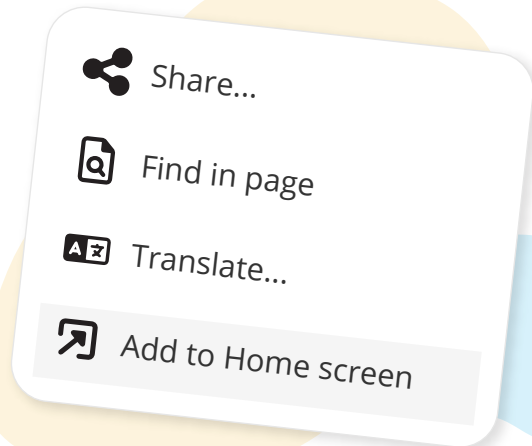 Share...
Find in page
Translate...
Add to Home screen